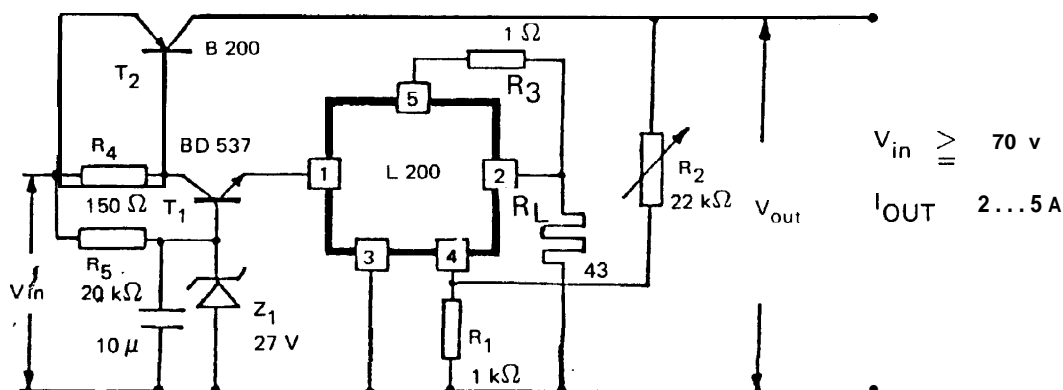 B 200
1 Ω
T2
R3
5
BD 537
R4
L 200
1
2
150 Ω
T1
RL
R2
22 kΩ
Vout
Vin ≧ 70 v
IOUT 2...5 A
R5
20 kΩ
3
4
43
Vin
Z1
27 V
10 μ
R1
1 kΩ